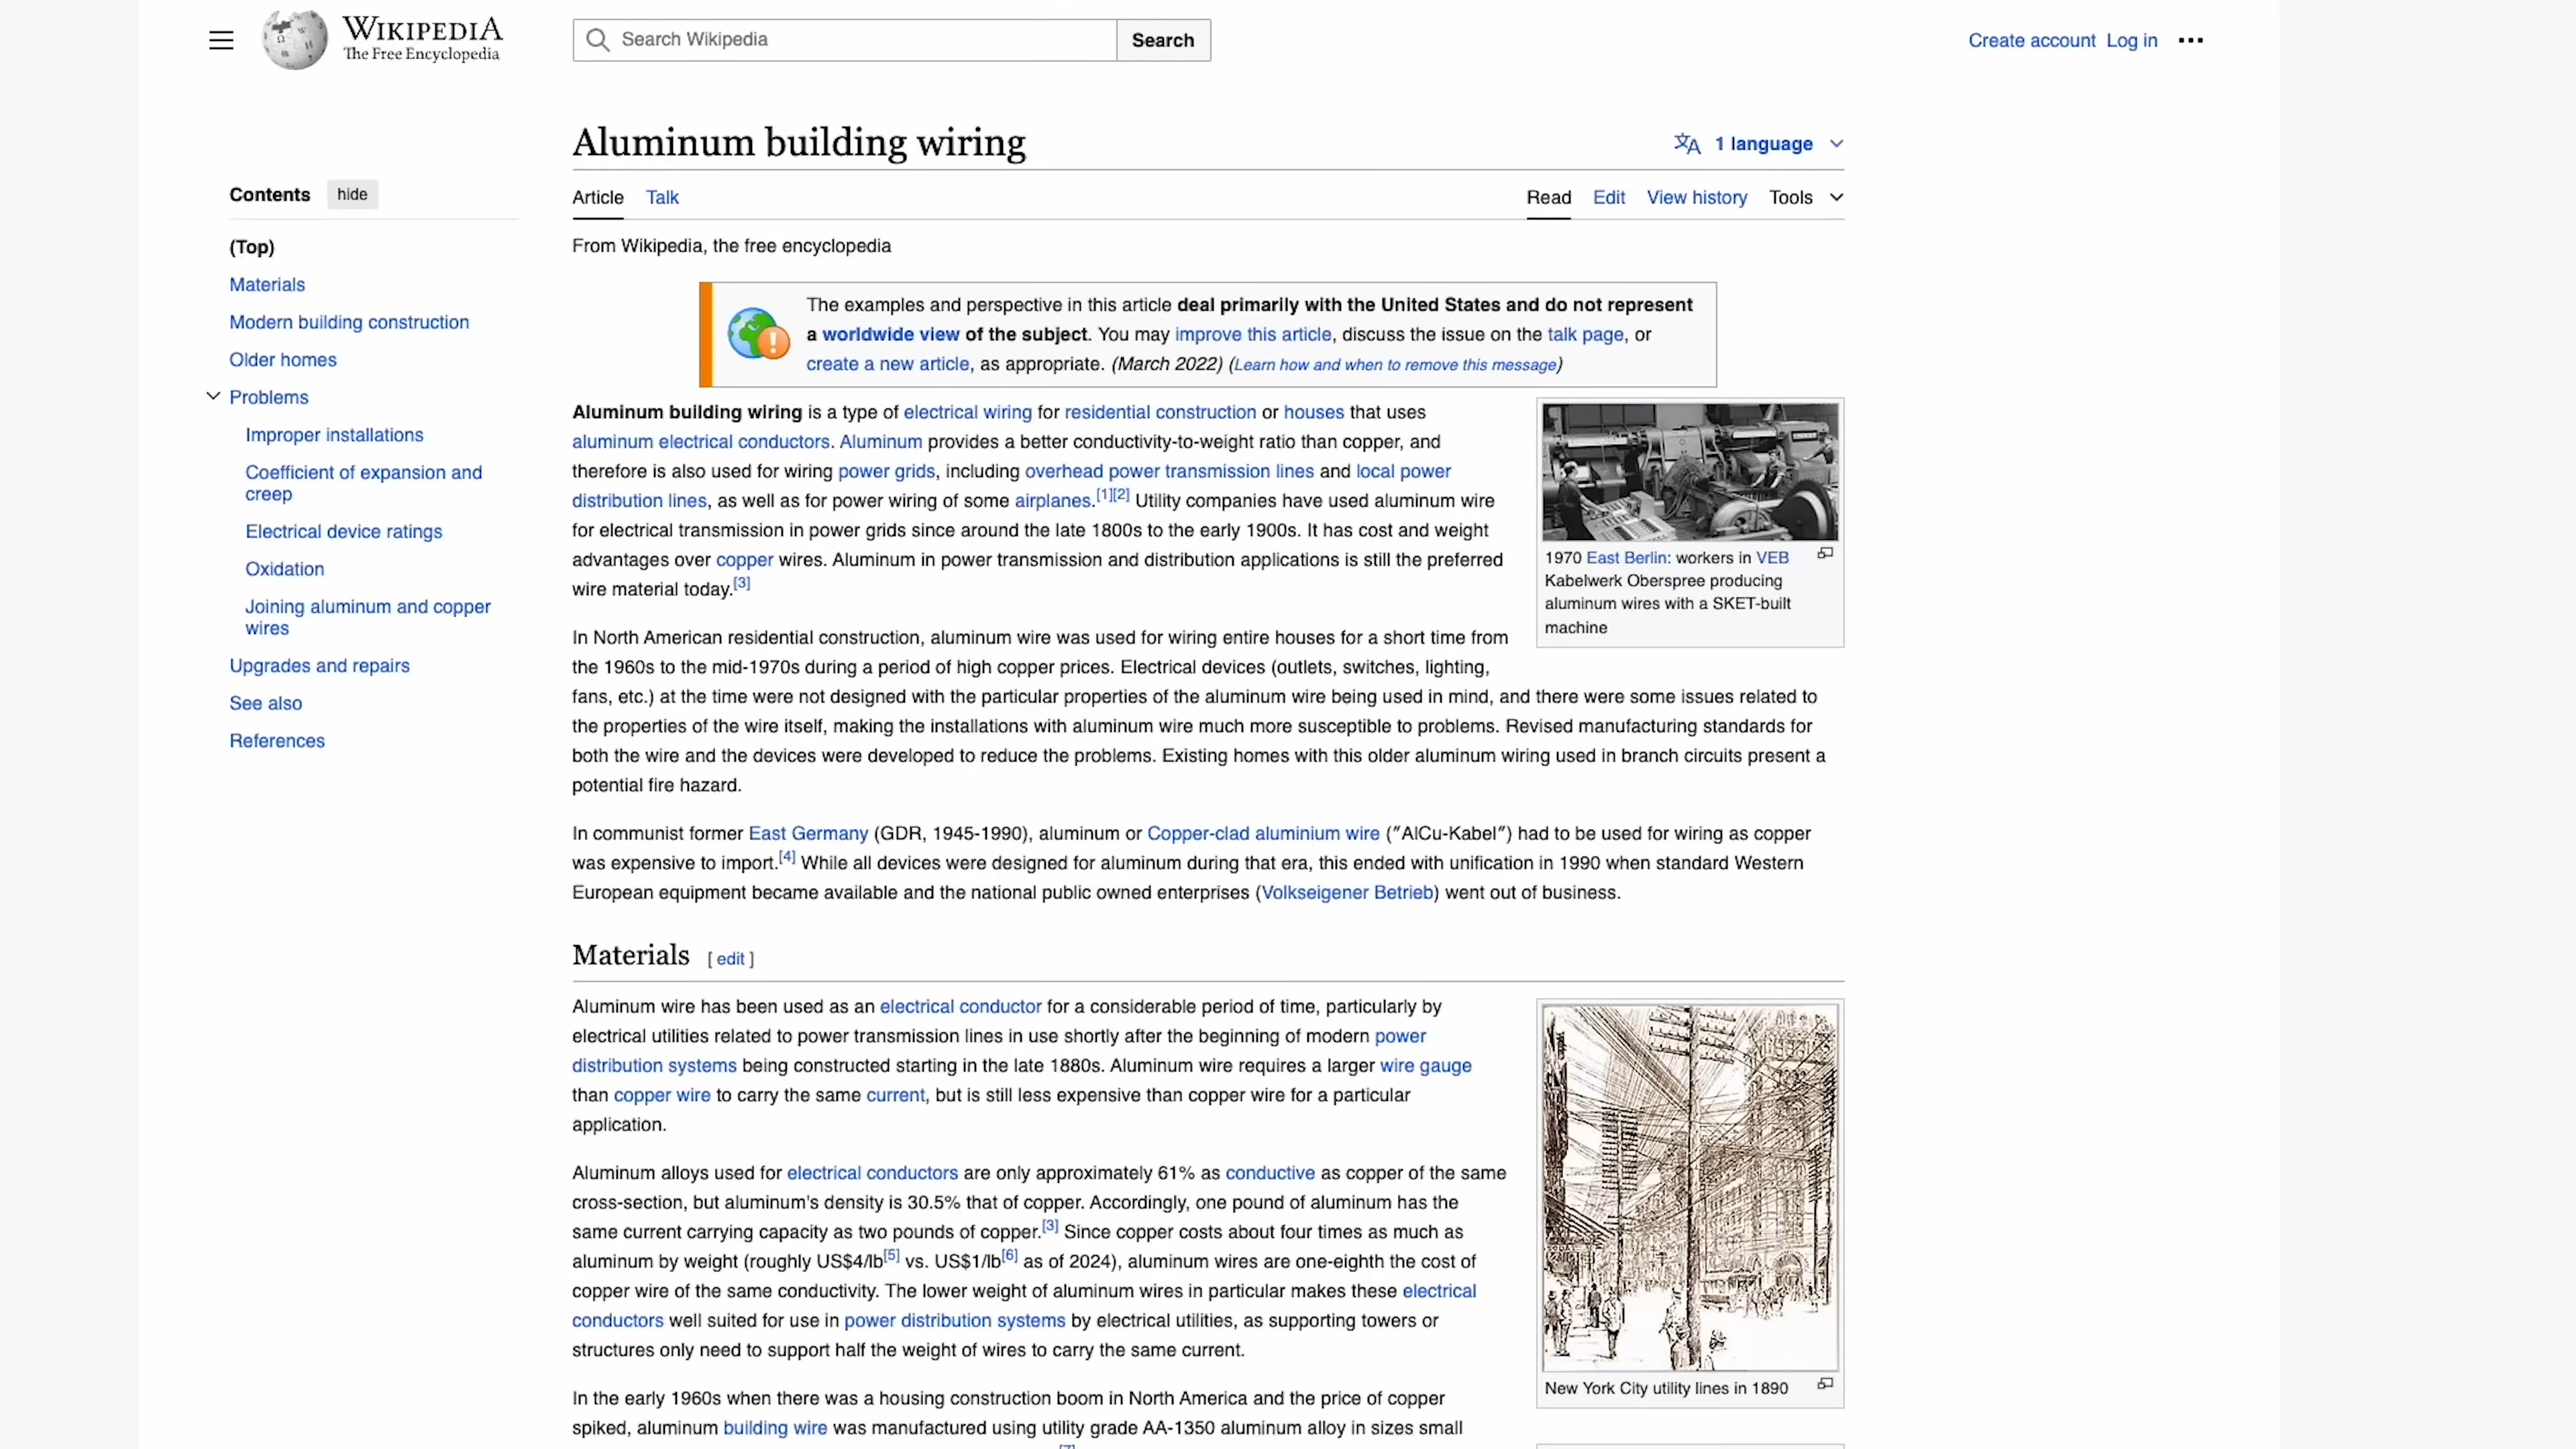 WIKIPEDIA
The Free Encyclopedia
Search Wikipedia
Search
Create account Log in
Aluminum building wiring
1 language
Contents hide
Article Talk
Read Edit View history Tools
(Top)
Materials
Modern building construction
Older homes
Problems
Improper installations
Coefficient of expansion and
creep
Electrical device ratings
Oxidation
Joining aluminum and copper
wires
Upgrades and repairs
See also
References
From Wikipedia, the free encyclopedia
The examples and perspective in this article deal primarily with the United States and do not represent
a worldwide view of the subject. You may improve this article, discuss the issue on the talk page, or
create a new article, as appropriate. (March 2022) (Learn how and when to remove this message)
Aluminum building wiring is a type of electrical wiring for residential construction or houses that uses
aluminum electrical conductors. Aluminum provides a better conductivity-to-weight ratio than copper, and
therefore is also used for wiring power grids, including overhead power transmission lines and local power
distribution lines, as well as for power wiring of some airplanes.[1][2] Utility companies have used aluminum wire
for electrical transmission in power grids since around the late 1800s to the early 1900s. It has cost and weight
advantages over copper wires. Aluminum in power transmission and distribution applications is still the preferred
wire material today.[3]
1970 East Berlin: workers in VEB
Kabelwerk Oberspree producing
aluminum wires with a SKET-built
machine
In North American residential construction, aluminum wire was used for wiring entire houses for a short time from
the 1960s to the mid-1970s during a period of high copper prices. Electrical devices (outlets, switches, lighting,
fans, etc.) at the time were not designed with the particular properties of the aluminum wire being used in mind, and there were some issues related to
the properties of the wire itself, making the installations with aluminum wire much more susceptible to problems. Revised manufacturing standards for
both the wire and the devices were developed to reduce the problems. Existing homes with this older aluminum wiring used in branch circuits present a
potential fire hazard.
In communist former East Germany (GDR, 1945-1990), aluminum or Copper-clad aluminium wire (″AlCu-Kabel″) had to be used for wiring as copper
was expensive to import.[4] While all devices were designed for aluminum during that era, this ended with unification in 1990 when standard Western
European equipment became available and the national public owned enterprises (Volkseigener Betrieb) went out of business.
Materials [ edit ]
Aluminum wire has been used as an electrical conductor for a considerable period of time, particularly by
electrical utilities related to power transmission lines in use shortly after the beginning of modern power
distribution systems being constructed starting in the late 1880s. Aluminum wire requires a larger wire gauge
than copper wire to carry the same current, but is still less expensive than copper wire for a particular
application.
Aluminum alloys used for electrical conductors are only approximately 61% as conductive as copper of the same
cross-section, but aluminum's density is 30.5% that of copper. Accordingly, one pound of aluminum has the
same current carrying capacity as two pounds of copper.[3] Since copper costs about four times as much as
aluminum by weight (roughly US$4/lb[5] vs. US$1/lb[6] as of 2024), aluminum wires are one-eighth the cost of
copper wire of the same conductivity. The lower weight of aluminum wires in particular makes these electrical
conductors well suited for use in power distribution systems by electrical utilities, as supporting towers or
structures only need to support half the weight of wires to carry the same current.
New York City utility lines in 1890
In the early 1960s when there was a housing construction boom in North America and the price of copper
spiked, aluminum building wire was manufactured using utility grade AA-1350 aluminum alloy in sizes small